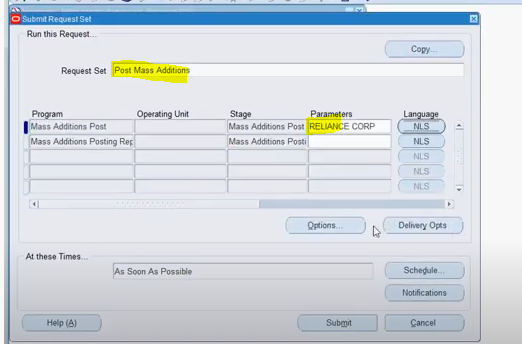 Submit Request Set
Run this Request...
Copy...
Request Set Post Mass Additions
Program Operating Unit Stage Parameters Language
Mass Additions Post Mass Additions Post RELIANCE CORP NLS
Mass Additions Posting Rep Mass Additions Posti NLS
NLS
NLS
NLS
Options... Delivery Opts
At these Times...
As Soon As Possible Schedule...
Notifications
Help (A) Submit Cancel